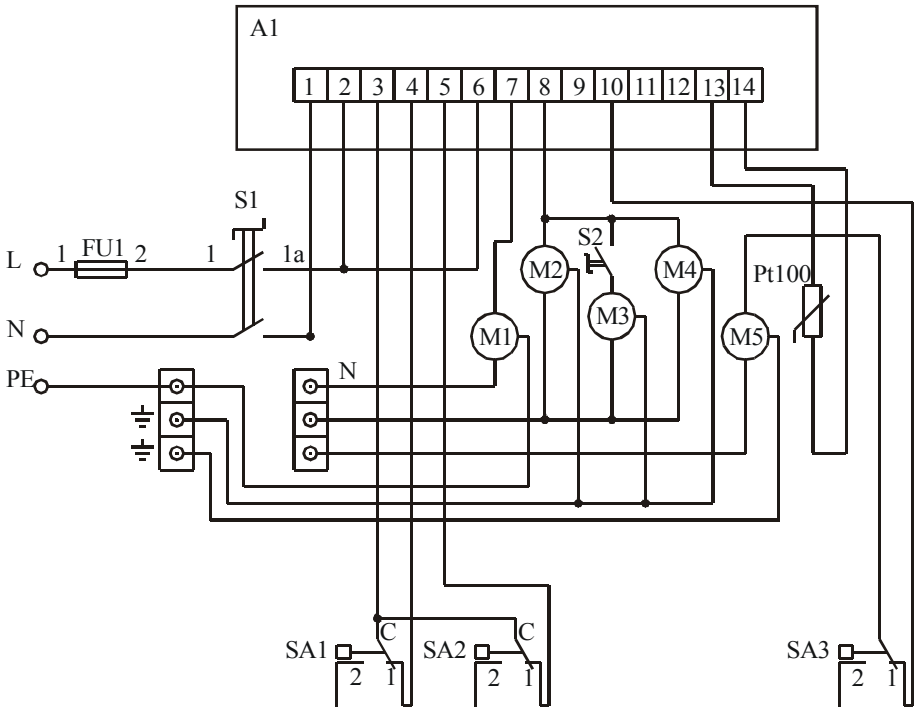 A1
1 2 3 4 5 6 7 8 9 10 11 12 13 14
S1
L 1 FU1 2 1 1a
S2
M2 M4 Pt100
N M1 M3 M5
PE N
SA1 C SA2 C SA3
2 1 2 1 2 1